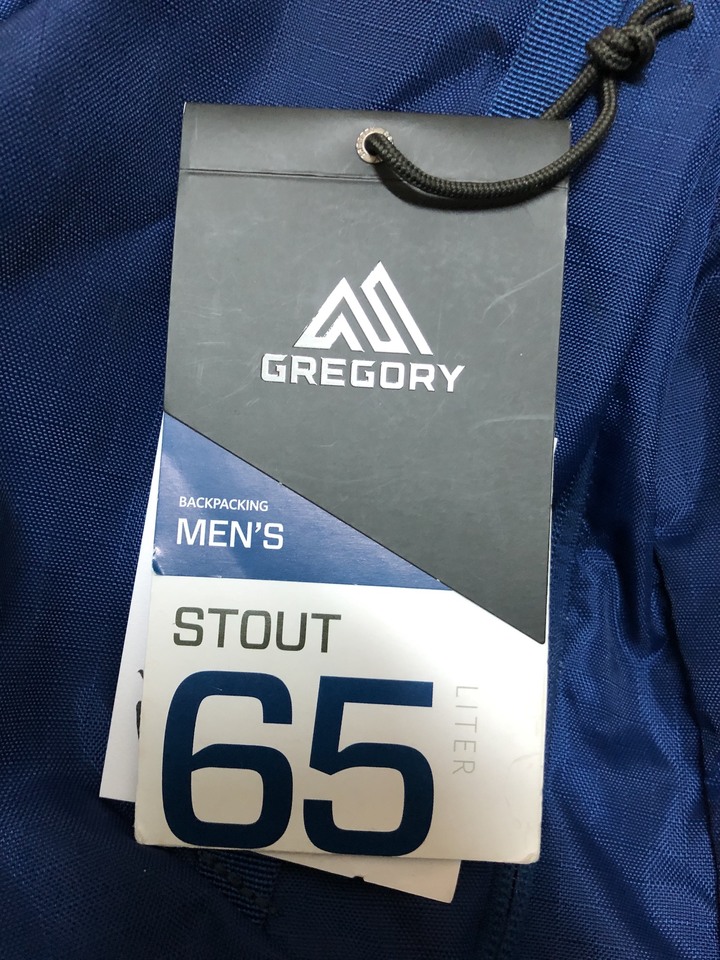 GREGORY
BACKPACKING
MEN'S
STOUT
65
LITER